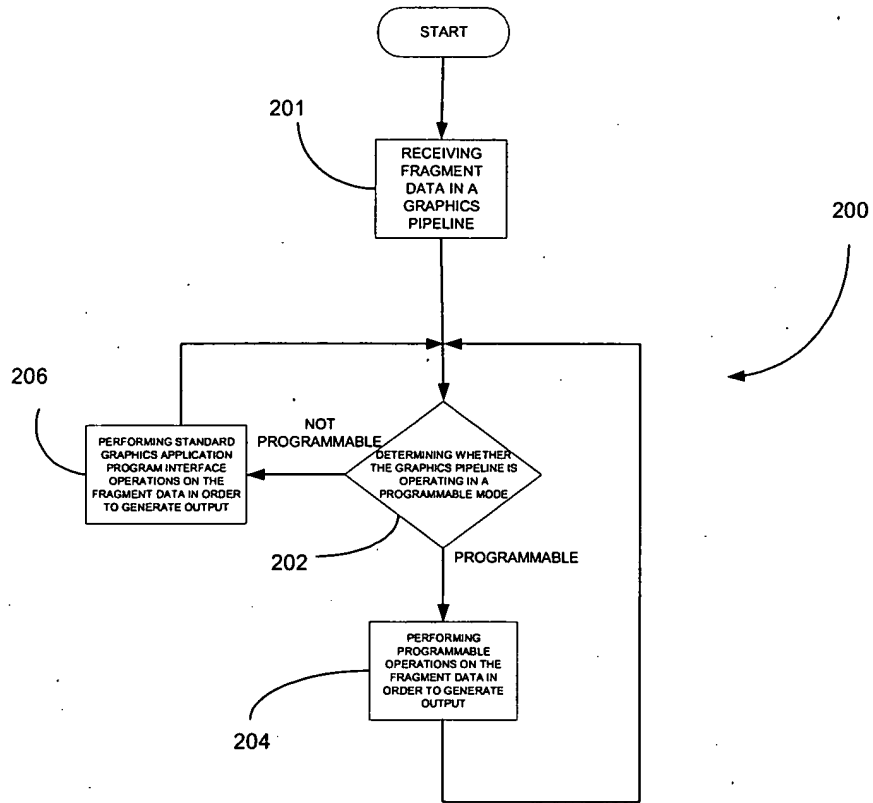 START
201
RECEIVING
FRAGMENT
DATA IN A
GRAPHICS
PIPELINE
200
206
NOT
PROGRAMMABLE
PERFORMING STANDARD
GRAPHICS APPLICATION
PROGRAM INTERFACE
OPERATIONS ON THE
FRAGMENT DATA IN ORDER
TO GENERATE OUTPUT
DETERMINING WHETHER
THE GRAPHICS PIPELINE IS
OPERATING IN A
PROGRAMMABLE MODE
202
PROGRAMMABLE
PERFORMING
PROGRAMMABLE
OPERATIONS ON THE
FRAGMENT DATA IN
ORDER TO GENERATE
OUTPUT
204